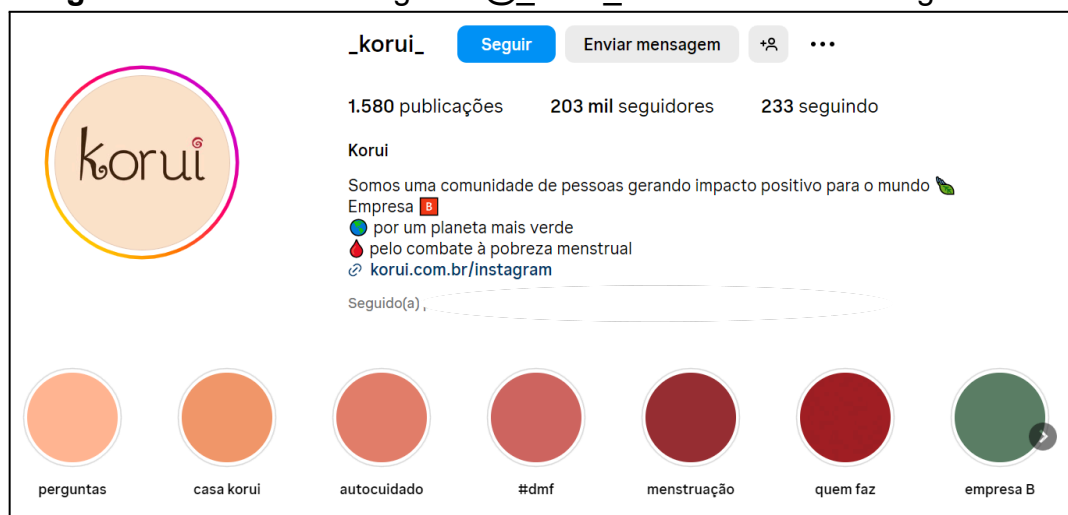 _korui_ Seguir Enviar mensagem
1.580 publicações 203 mil seguidores 233 seguindo
korui
Korui
Somos uma comunidade de pessoas gerando impacto positivo para o mundo
Empresa B
por um planeta mais verde
pelo combate à pobreza menstrual
korui.com.br/instagram
Seguido(a)
perguntas casa korui autocuidado #dmf menstruação quem faz empresa B